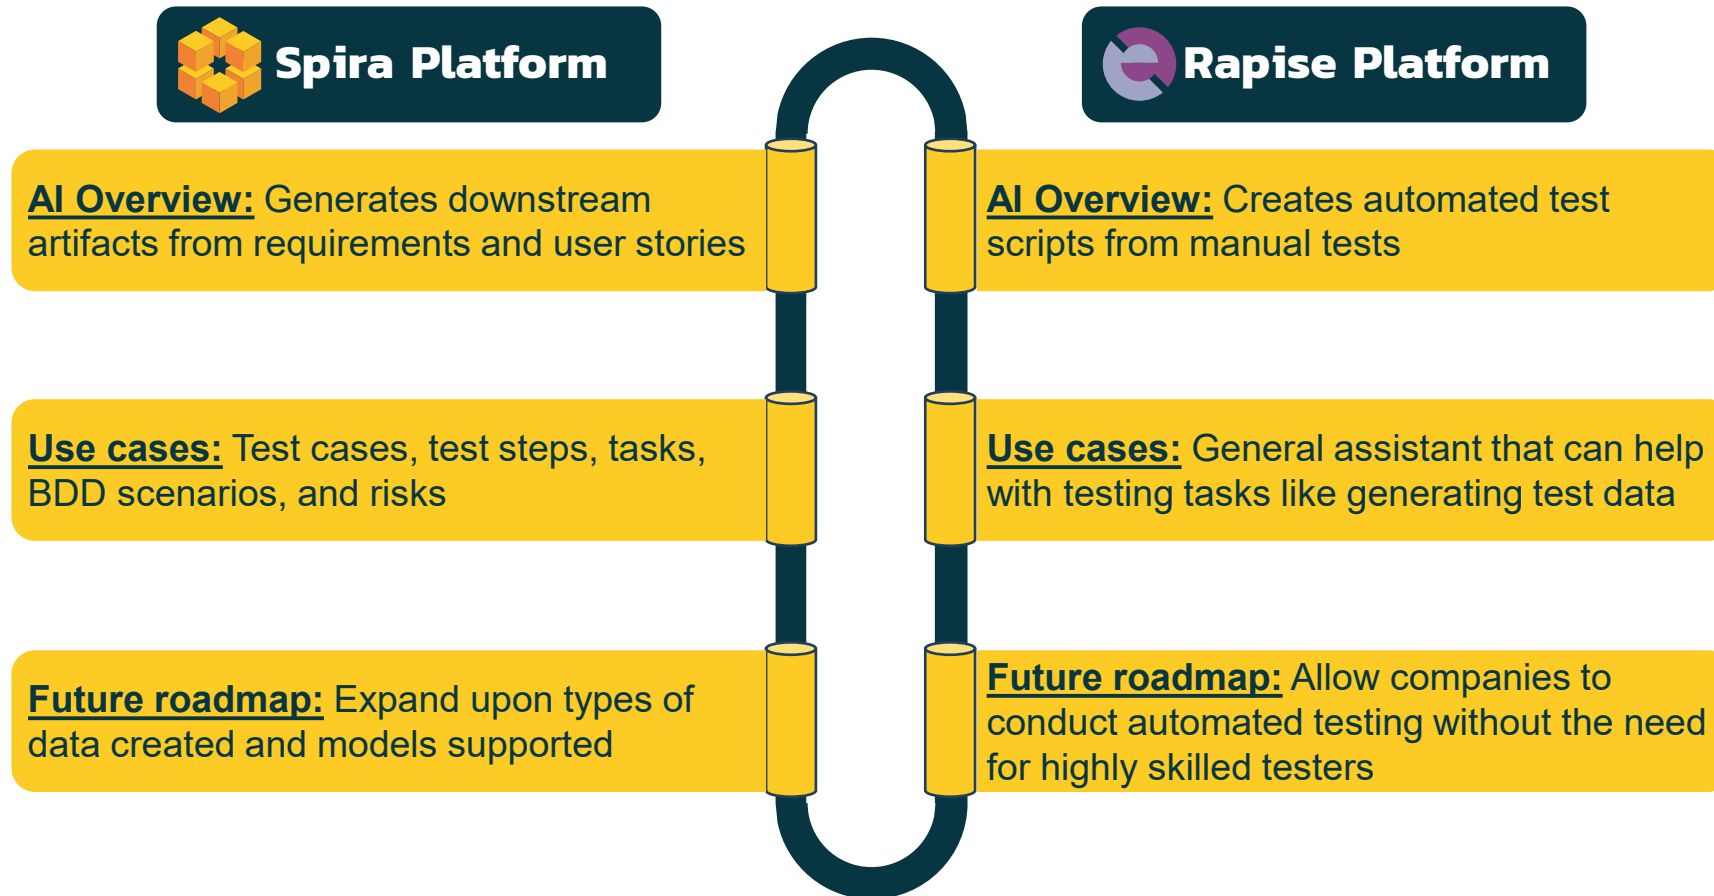 Spira Platform
AI Overview: Generates downstream
artifacts from requirements and user stories
Use cases: Test cases, test steps, tasks,
BDD scenarios, and risks
Future roadmap: Expand upon types of
data created and models supported
Rapise Platform
AI Overview: Creates automated test
scripts from manual tests
Use cases: General assistant that can help
with testing tasks like generating test data
Future roadmap: Allow companies to
conduct automated testing without the need
for highly skilled testers